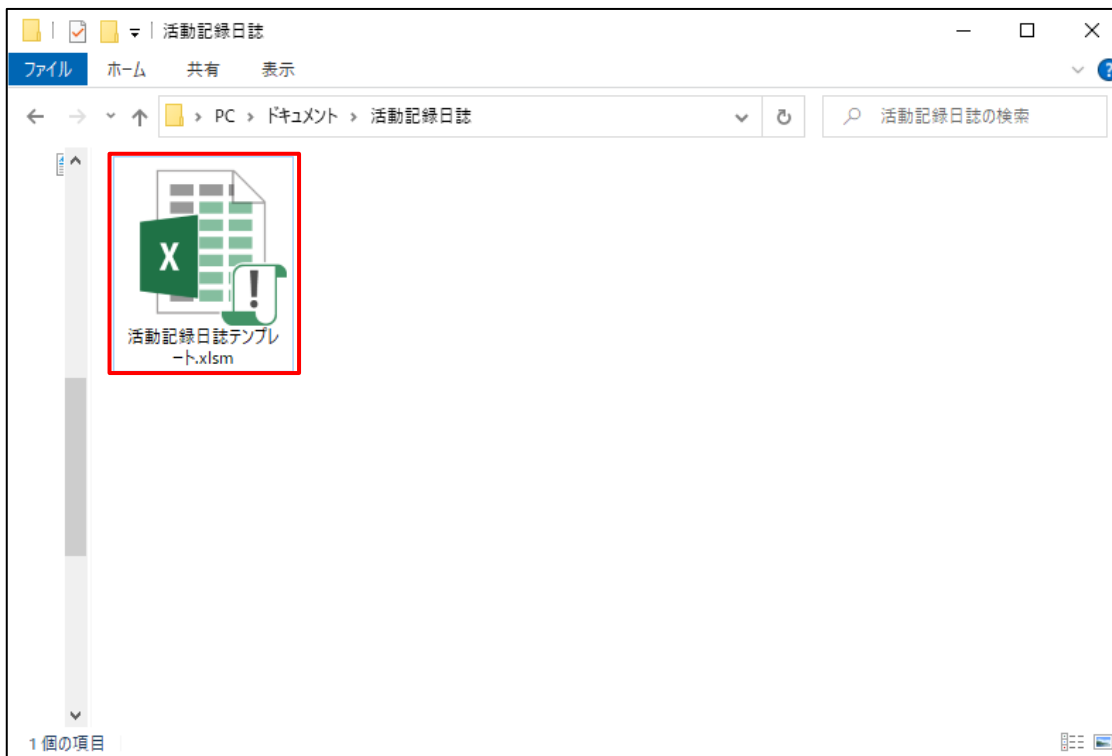 活動記録日誌
ファイル ホーム 共有 表示
PC › ドキュメント › 活動記録日誌 活動記録日誌の検索
活動記録日誌テンプレ
ート.xlsm
1 個の項目